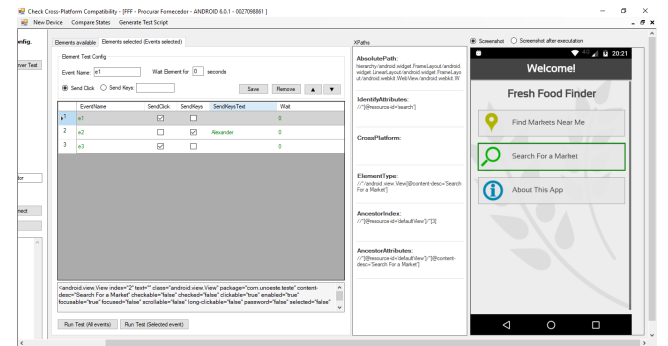 Check Cross-Platform Compatibility - [FFF - Procurar Fornecedor - ANDROID 6.0.1 - 0027098861 ]
New Device Compare States Generate Test Script
onfig.
rver Test
Elements available Elements selected (Events selected)
Element Test Config
Event Name: e1 Wait Element for 0 seconds
Send Click Send Keys:
Save Remove ▲ ▼
EventName SendClick SendKeys SendKeysText Wait
1 e1 0
2 e2 Alexander 0
3 e3 0
<android.view.View index="2" text="" class="android.view.View" package="com.unoeste.teste" content-
desc="Search For a Market" checkable="false" checked="false" clickable="true" enabled="true"
focusable="true" focused="false" scrollable="false" long-clickable="false" password="false" selected="false"
Run Test (All events) Run Test (Selected event)
XPaths
AbsolutePath:
hierarchy/android.widget.FrameLayout/android.
widget.LinearLayout/android.widget.FrameLayo
ut/android.webkit.WebView/android.webkit.W
IdentifyAttributes:
//*[@resource-id='search']
CrossPlatform:
ElementType:
//*/android.view.View[@content-desc='Search
For a Market']
AncestorIndex:
//*[@resource-id='defaultView']/*[3]
AncestorAttributes:
//*[@resource-id='defaultView']/*[@content-
desc='Search For a Market']
Screenshot Screenshot after executation
20:21
Welcome!
Fresh Food Finder
Find Markets Near Me
Search For a Market
About This App